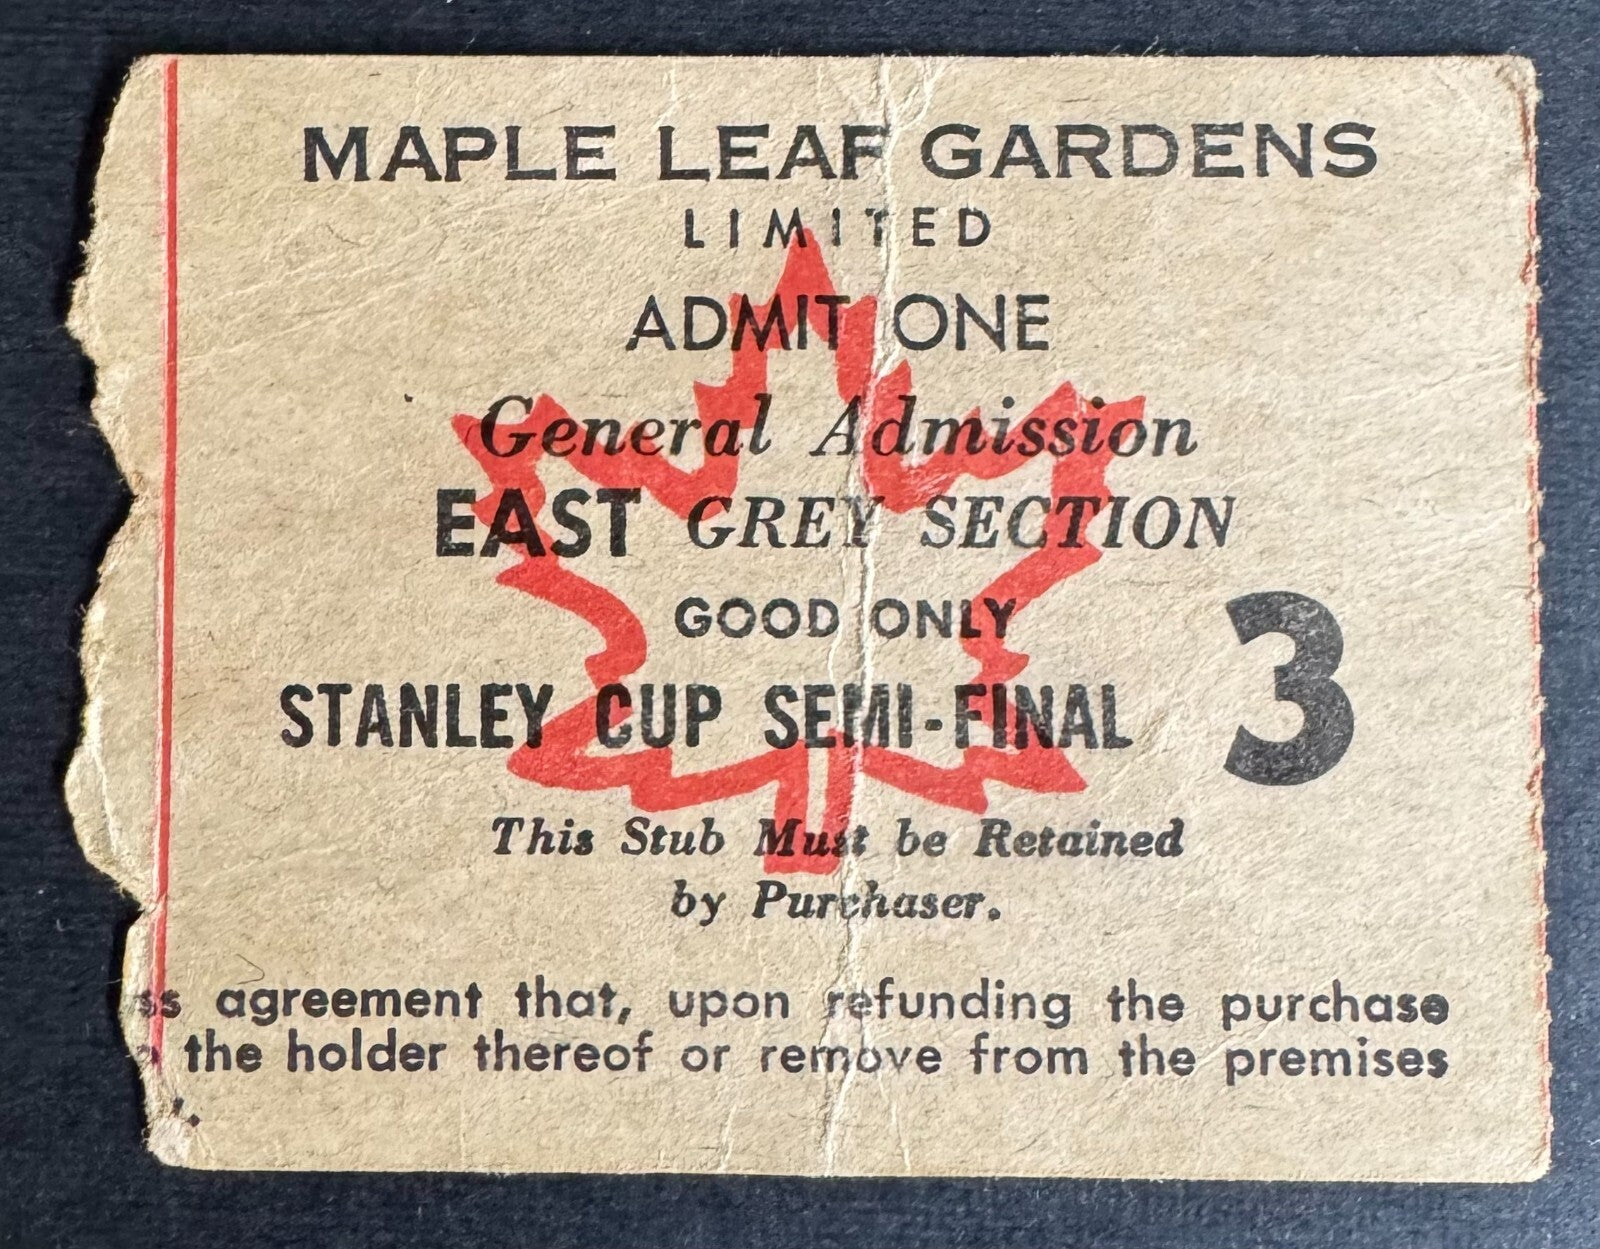 MAPLE LEAF GARDENS
LIMITED
ADMIT ONE
General Admission
EAST GREY SECTION
GOOD ONLY
STANLEY CUP SEMI-FINAL 3
This Stub Must be Retained
by Purchaser.
ss agreement that, upon refunding the purchase
the holder thereof or remove from the premises